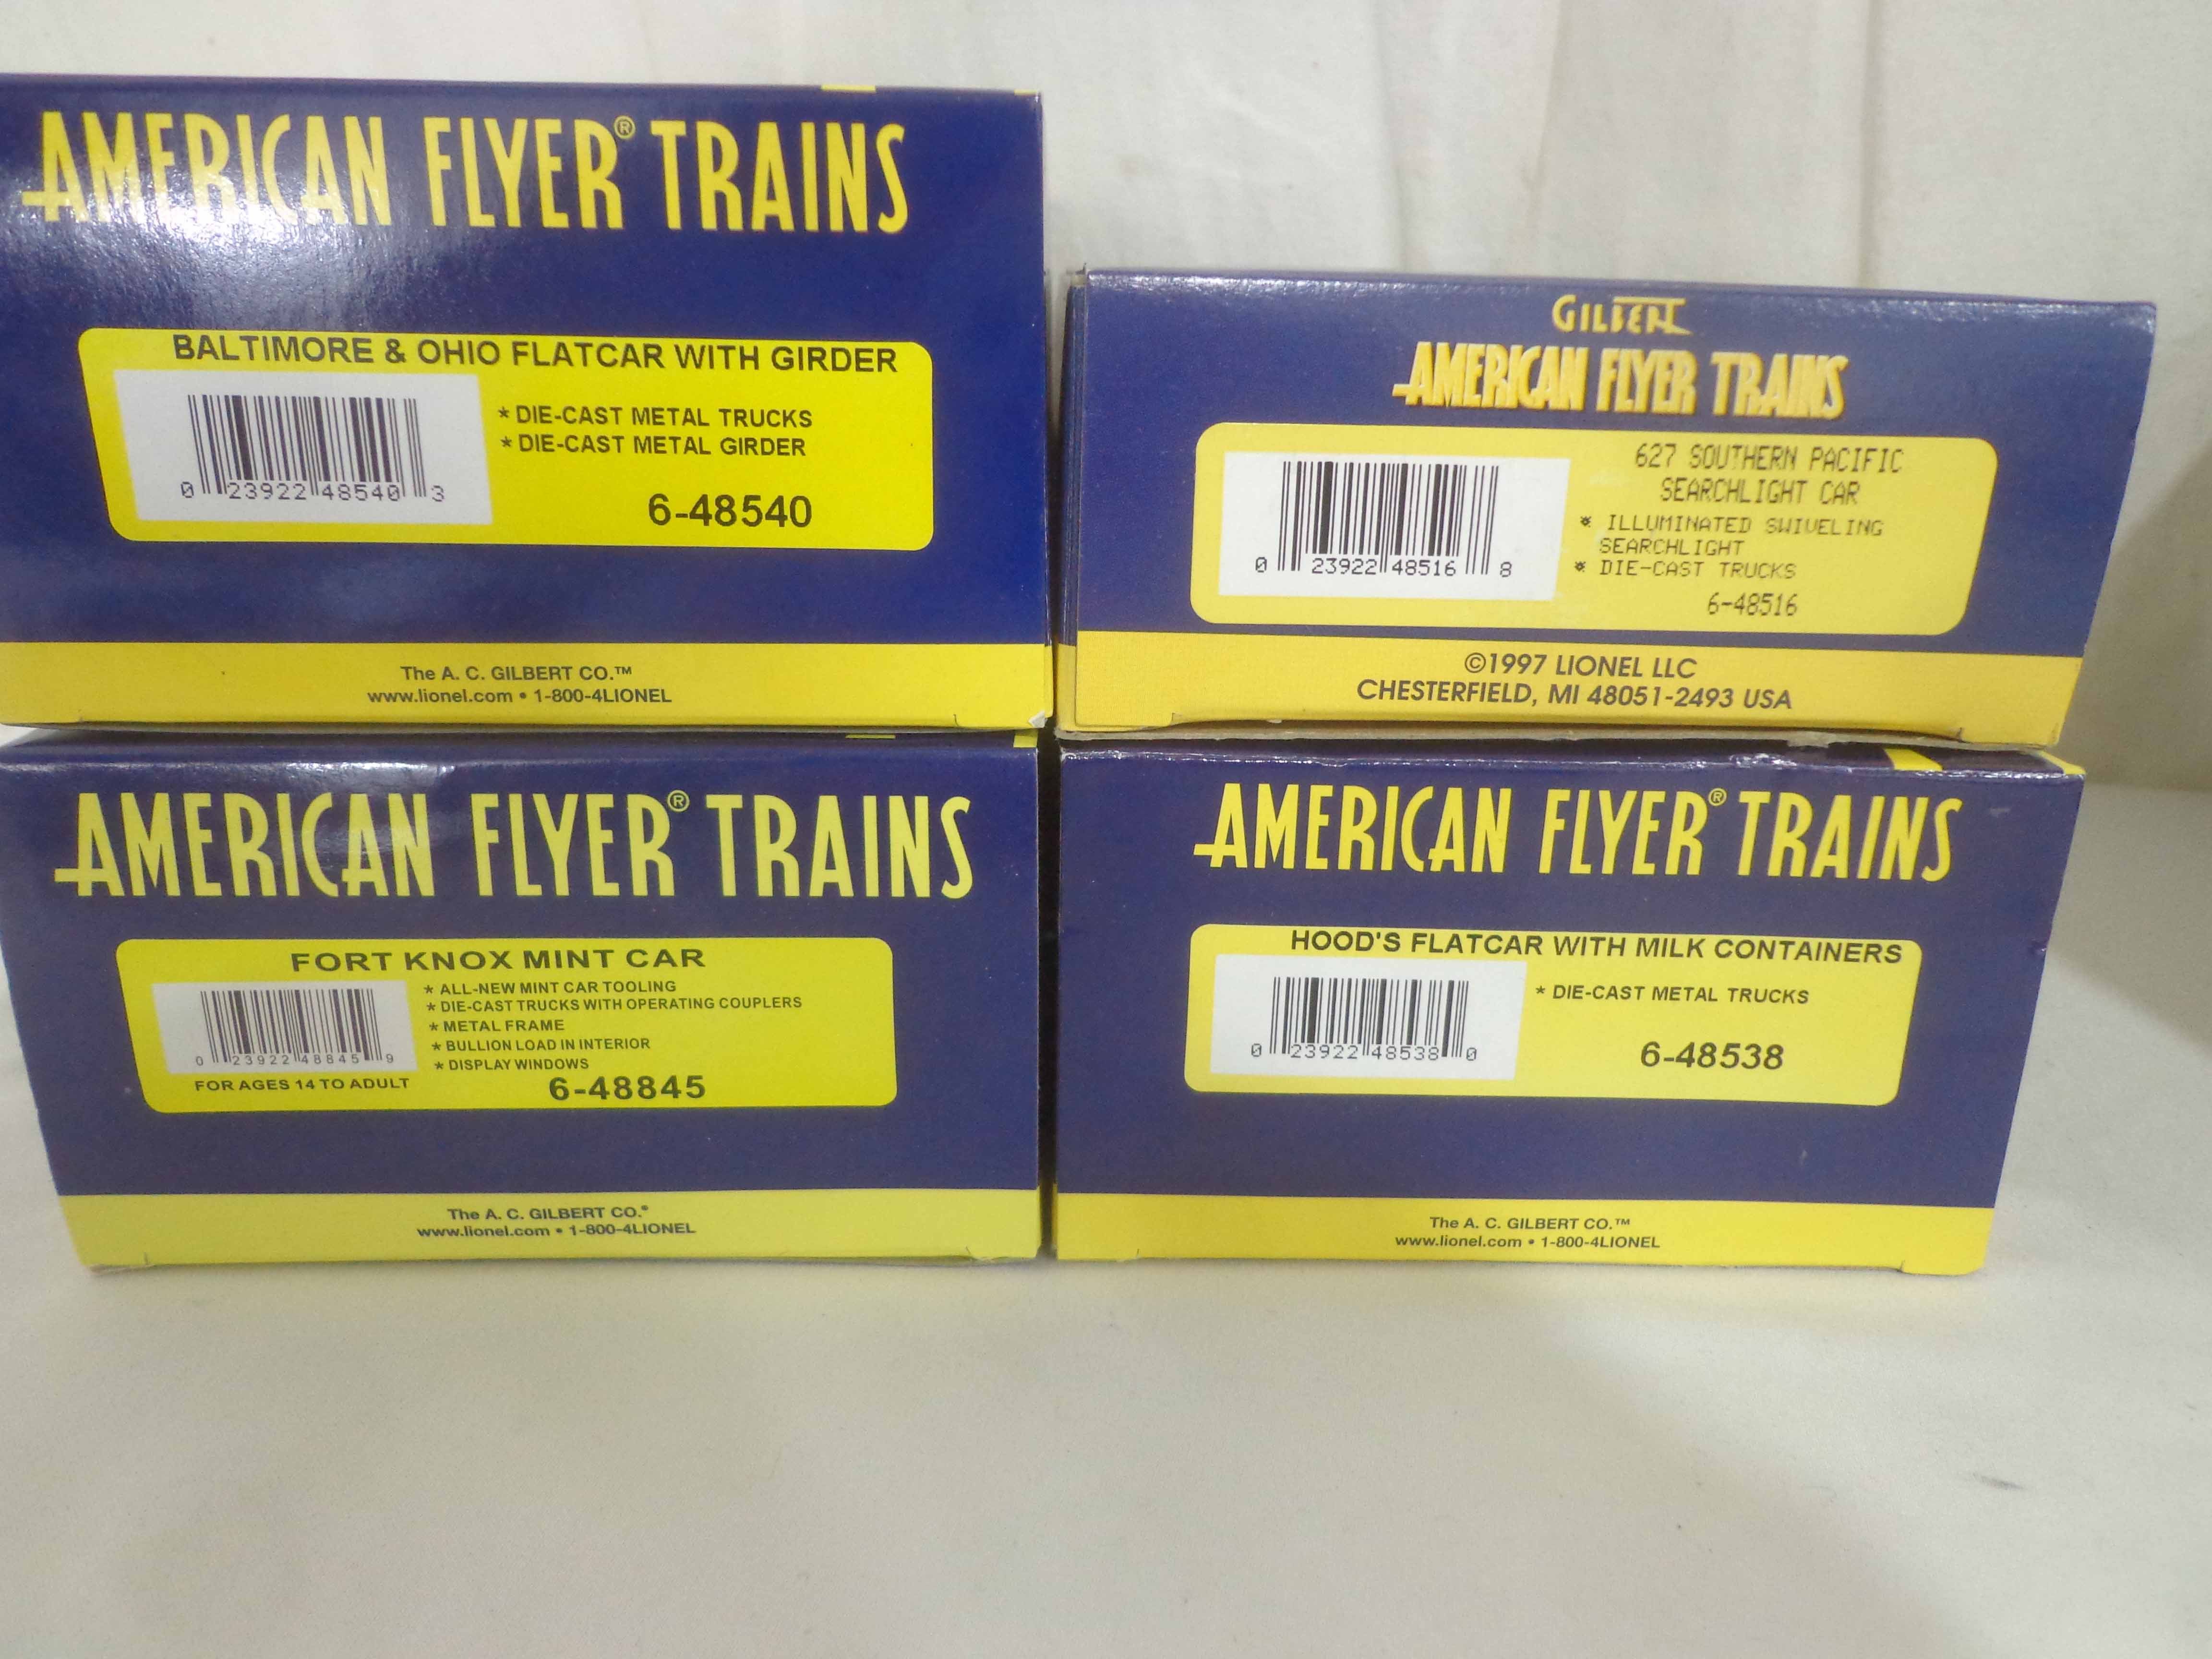 AMERICAN FLYER® TRAINS
BALTIMORE & OHIO FLATCAR WITH GIRDER
* DIE-CAST METAL TRUCKS
* DIE-CAST METAL GIRDER
0 23922 48540 3
6-48540
The A. C. GILBERT CO.™
www.lionel.com • 1-800-4LIONEL
GILBERT
AMERICAN FLYER TRAINS
627 SOUTHERN PACIFIC
SEARCHLIGHT CAR
* ILLUMINATED SWIVELING
SEARCHLIGHT
* DIE-CAST TRUCKS
0 23922 48516 8
6-48516
©1997 LIONEL LLC
CHESTERFIELD, MI 48051-2493 USA
AMERICAN FLYER® TRAINS
FORT KNOX MINT CAR
* ALL-NEW MINT CAR TOOLING
* DIE-CAST TRUCKS WITH OPERATING COUPLERS
* METAL FRAME
* BULLION LOAD IN INTERIOR
* DISPLAY WINDOWS
0 23922 48845 9
FOR AGES 14 TO ADULT
6-48845
The A. C. GILBERT CO.®
www.lionel.com • 1-800-4LIONEL
AMERICAN FLYER® TRAINS
HOOD'S FLATCAR WITH MILK CONTAINERS
* DIE-CAST METAL TRUCKS
0 23922 48538 0
6-48538
The A. C. GILBERT CO.™
www.lionel.com • 1-800-4LIONEL